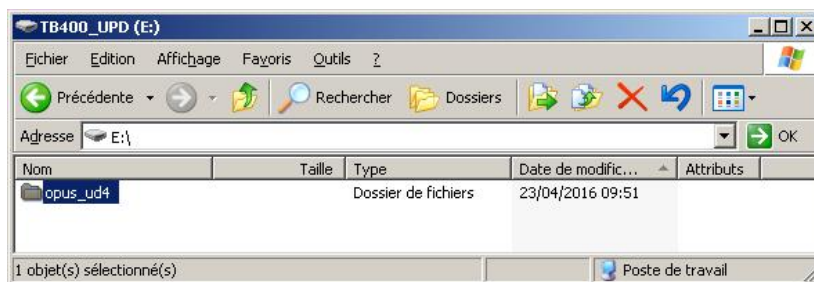 TB400_UPD (E:)
Fichier Edition Affichage Favoris Outils ?
Précédente Rechercher Dossiers
Adresse E:\ OK
Nom Taille Type Date de modific... Attributs
opus_ud4 Dossier de fichiers 23/04/2016 09:51
1 objet(s) sélectionné(s) Poste de travail